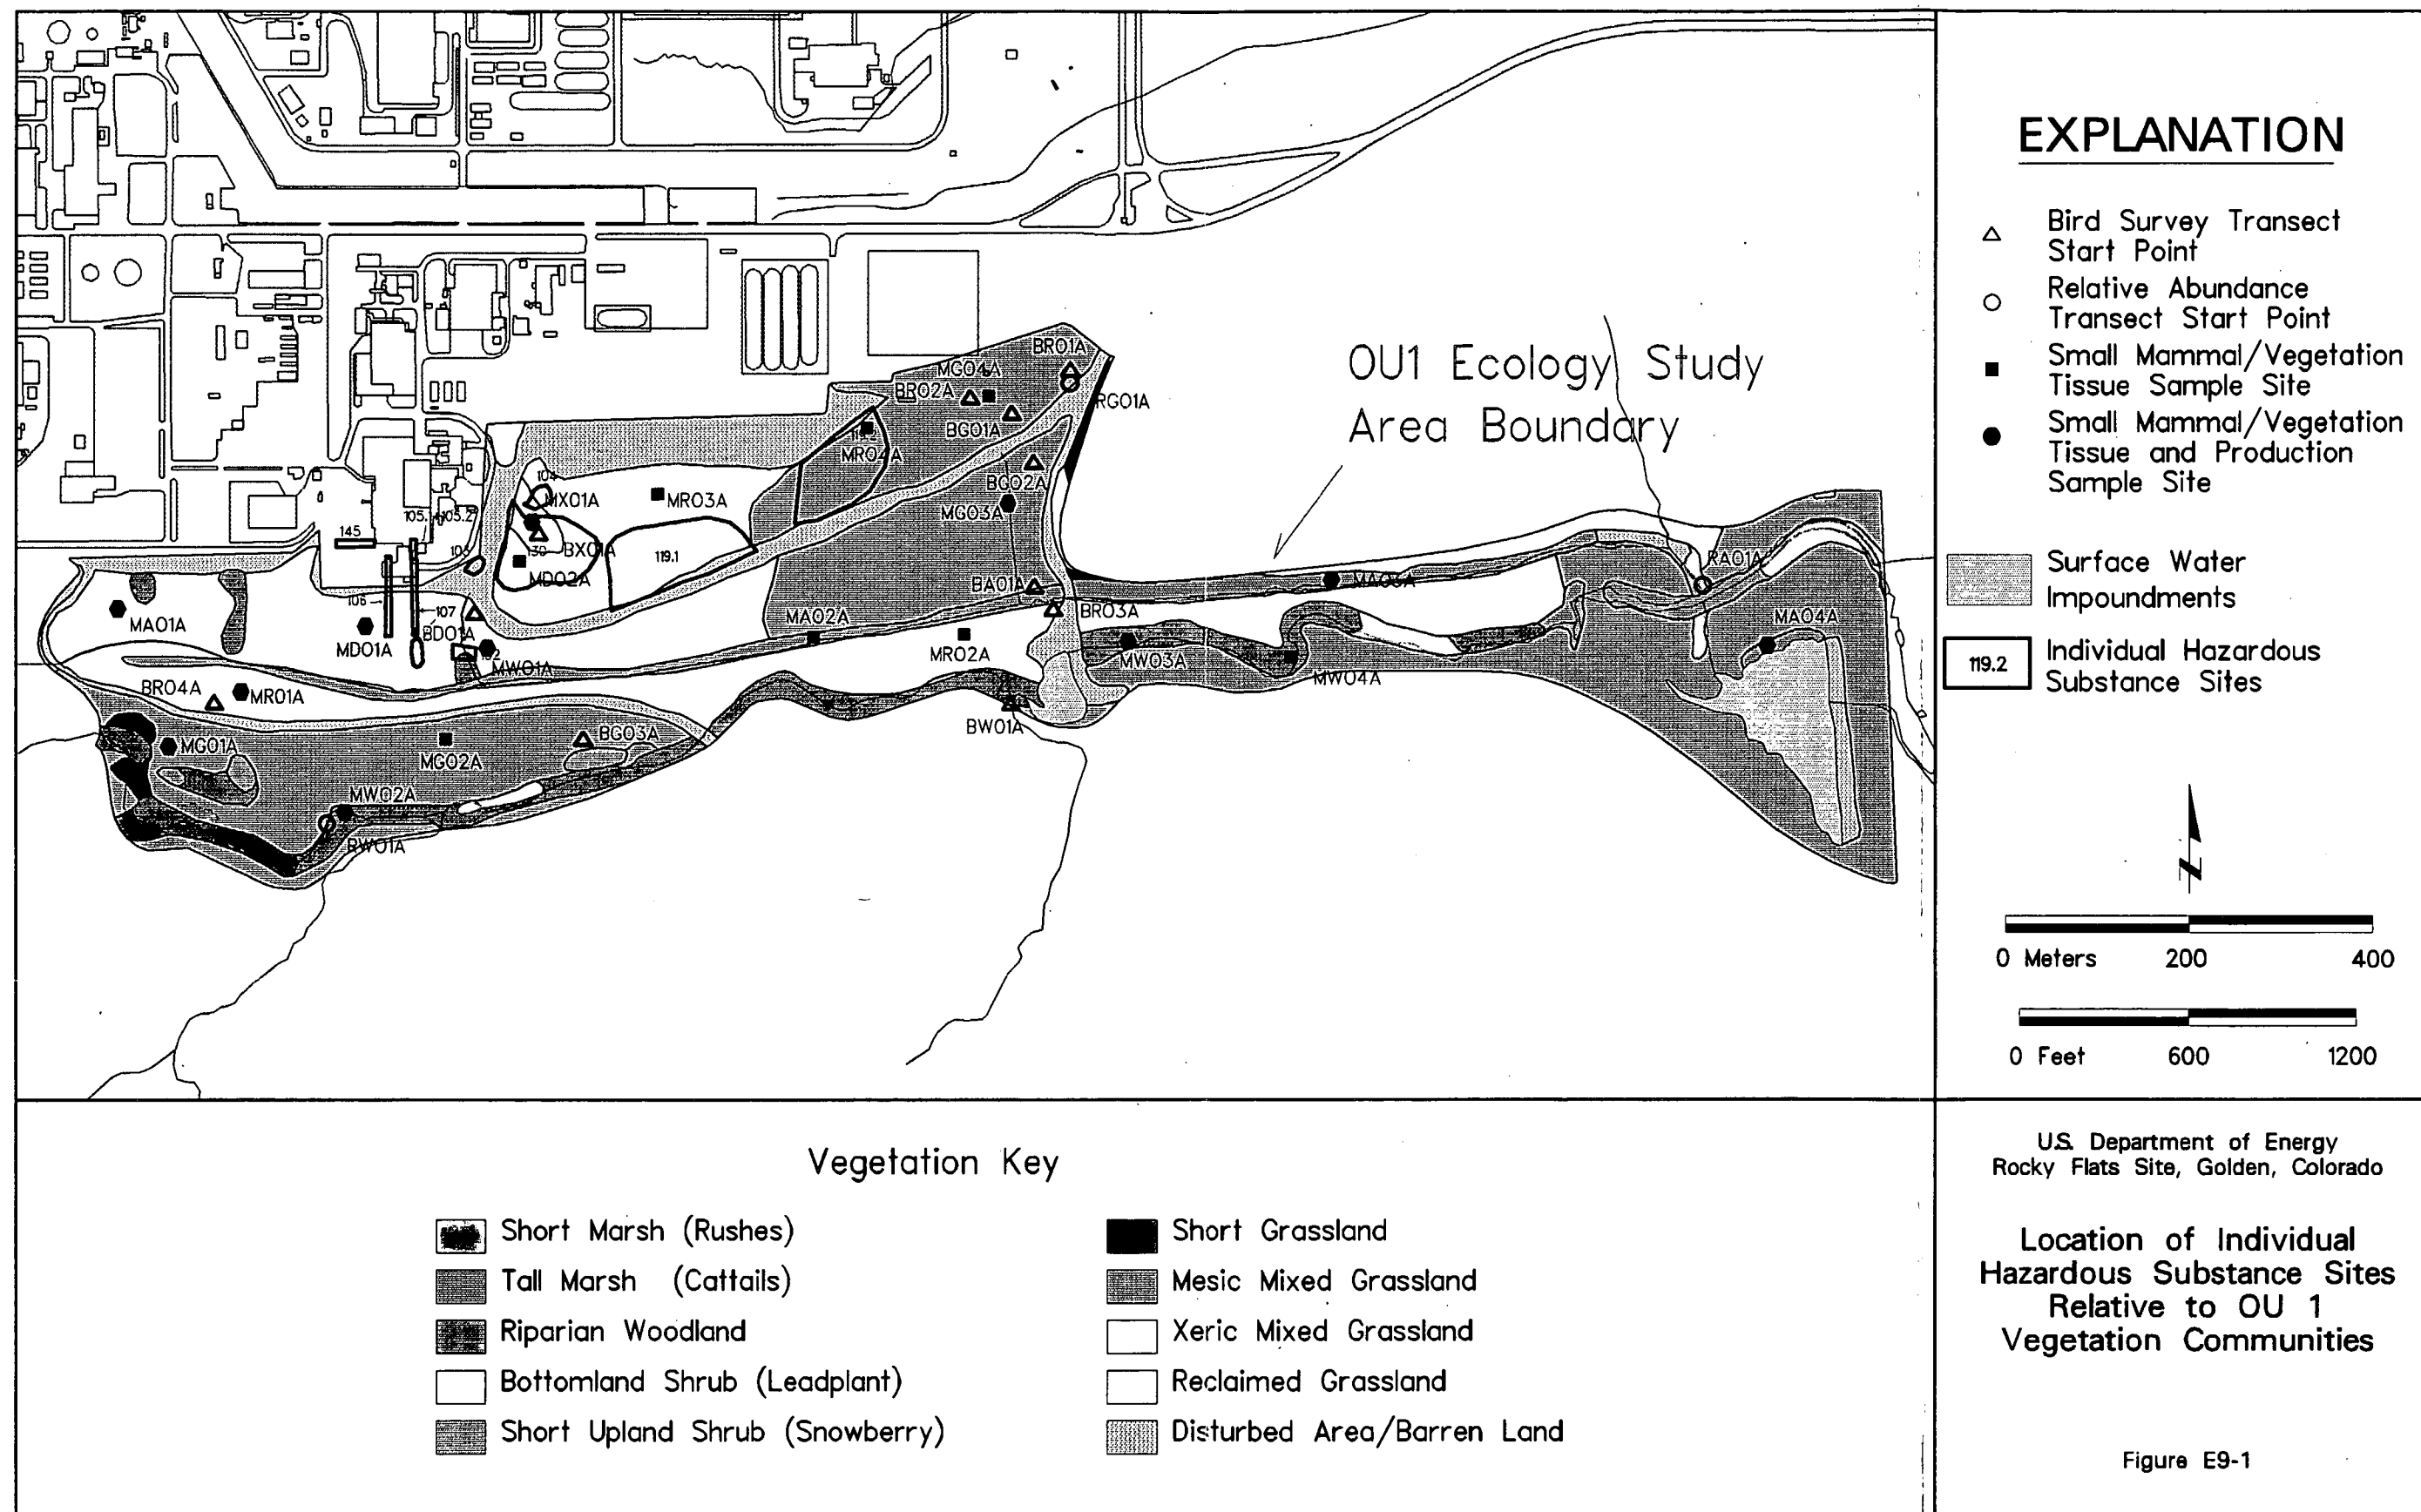 EXPLANATION
Bird Survey Transect
Start Point
Relative Abundance
Transect Start Point
Small Mammal/Vegetation
Tissue Sample Site
Small Mammal/Vegetation
Tissue and Production
Sample Site
Surface Water
Impoundments
119.2
Individual Hazardous
Substance Sites
N
0 Meters 200 400
0 Feet 600 1200
OU1 Ecology Study
Area Boundary
BR01A
MG04A
BR02A
RG01A
BG01A
MR04A
BG02A
MG03A
104
MX01A
MR03A
145
BX01A
119.1
MD02A
BA01A
MA03A
RA01A
106
107
MA01A
BD01A
MA02A
BR03A
MA04A
MD01A
MW01A
MR02A
MW03A
MW04A
BR04A
MR01A
BW01A
MG01A
BG03A
MG02A
MW02A
RW01A
Vegetation Key
Short Marsh (Rushes)
Tall Marsh (Cattails)
Riparian Woodland
Bottomland Shrub (Leadplant)
Short Upland Shrub (Snowberry)
Short Grassland
Mesic Mixed Grassland
Xeric Mixed Grassland
Reclaimed Grassland
Disturbed Area/Barren Land
U.S. Department of Energy
Rocky Flats Site, Golden, Colorado
Location of Individual
Hazardous Substance Sites
Relative to OU 1
Vegetation Communities
Figure E9-1